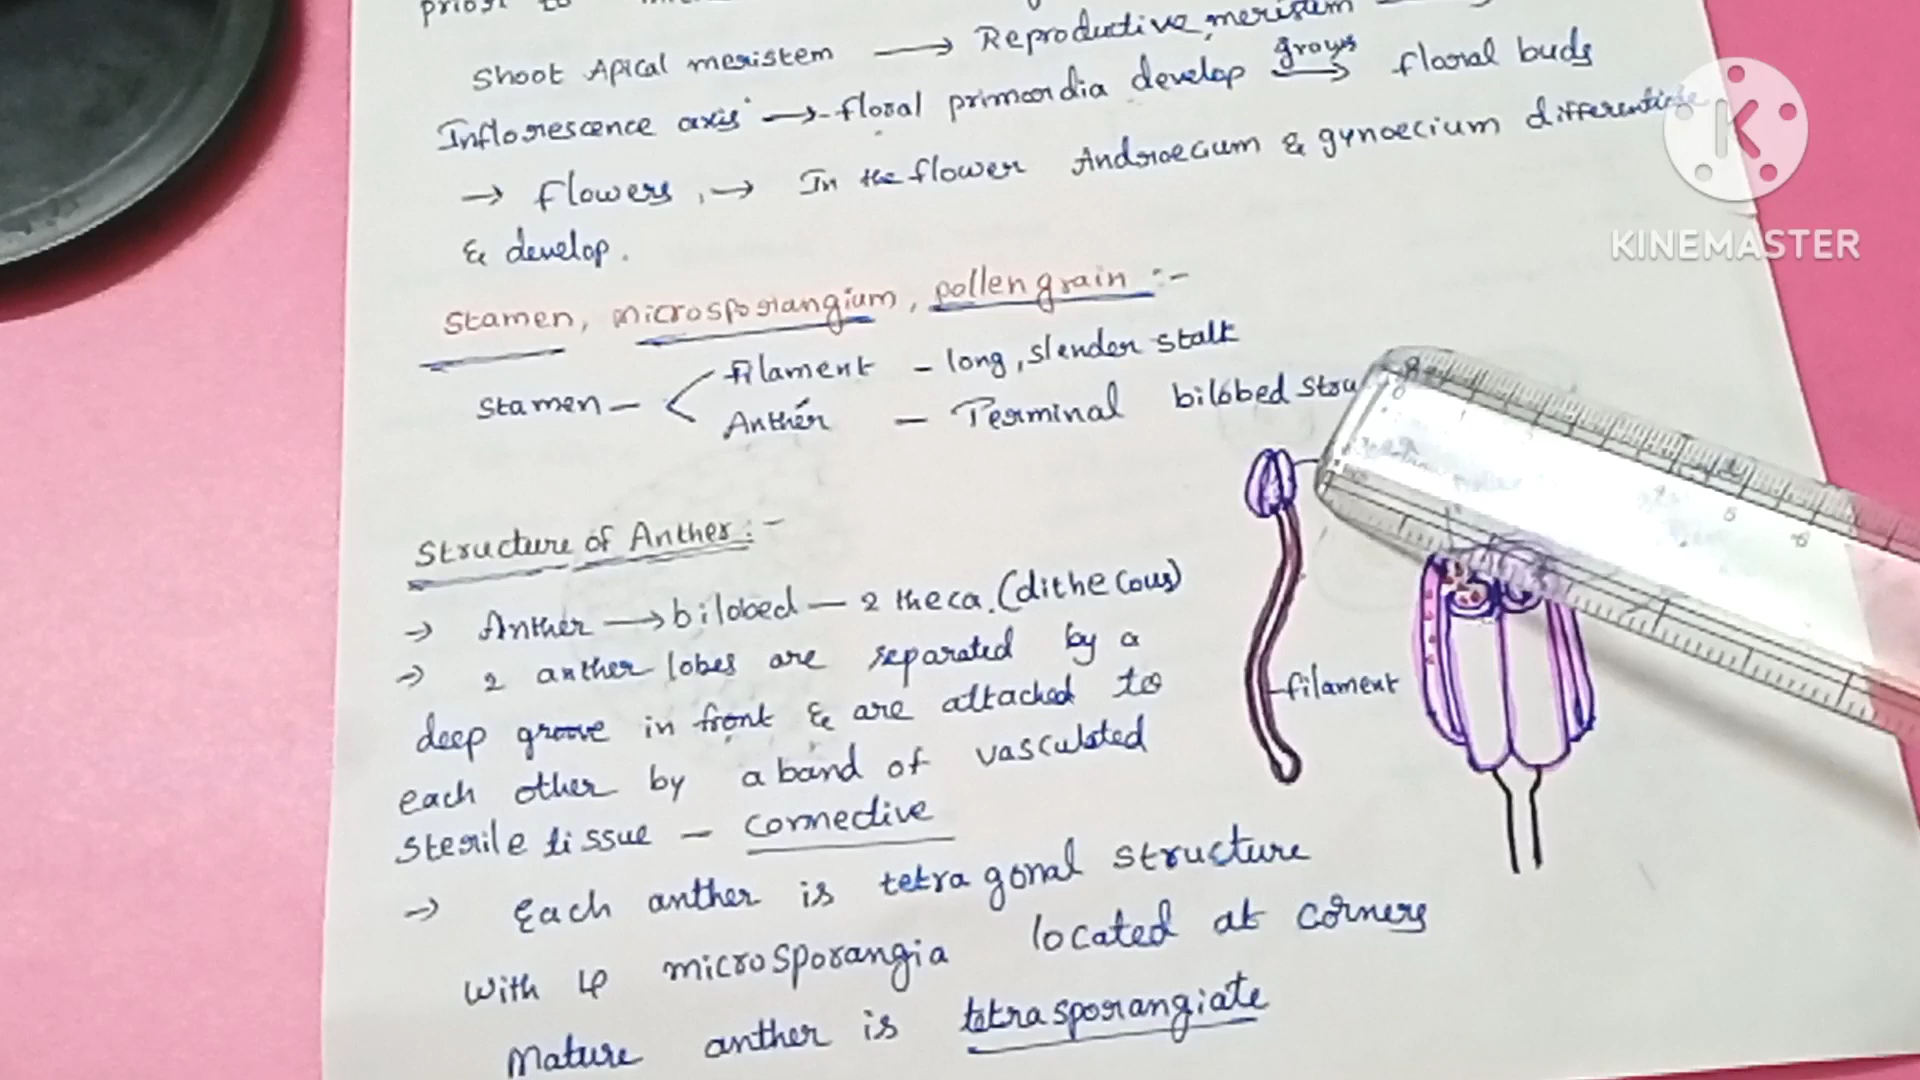 prior to
Shoot Apical meristem → Reproductive meristem
Inflorescence axis → floral primordia develop grows → floral buds
→ flowers, → In the flower Androecium & gynoecium differentiate
& develop.
Stamen, microsporangium, pollen grain :-
Stamen - Filament - long, slender stalk
Anther - Terminal bilobed stru
Structure of Anther :-
→ Anther → bilobed - 2 theca. (dithecous)
→ 2 anther lobes are separated by a
deep groove in front & are attached to
each other by a band of vasculated
sterile tissue - connective
→ Each anther is tetragonal structure
with 4 microsporangia located at corners
Mature anther is tetrasporangiate
filament
KINEMASTER